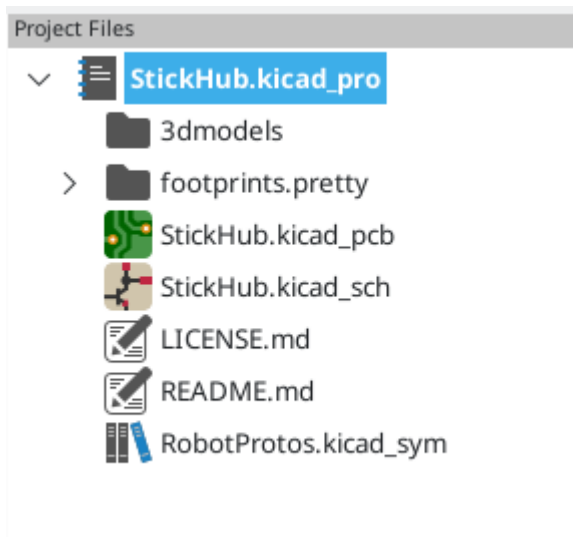 Project Files
StickHub.kicad_pro
3dmodels
footprints.pretty
StickHub.kicad_pcb
StickHub.kicad_sch
LICENSE.md
README.md
RobotProtos.kicad_sym